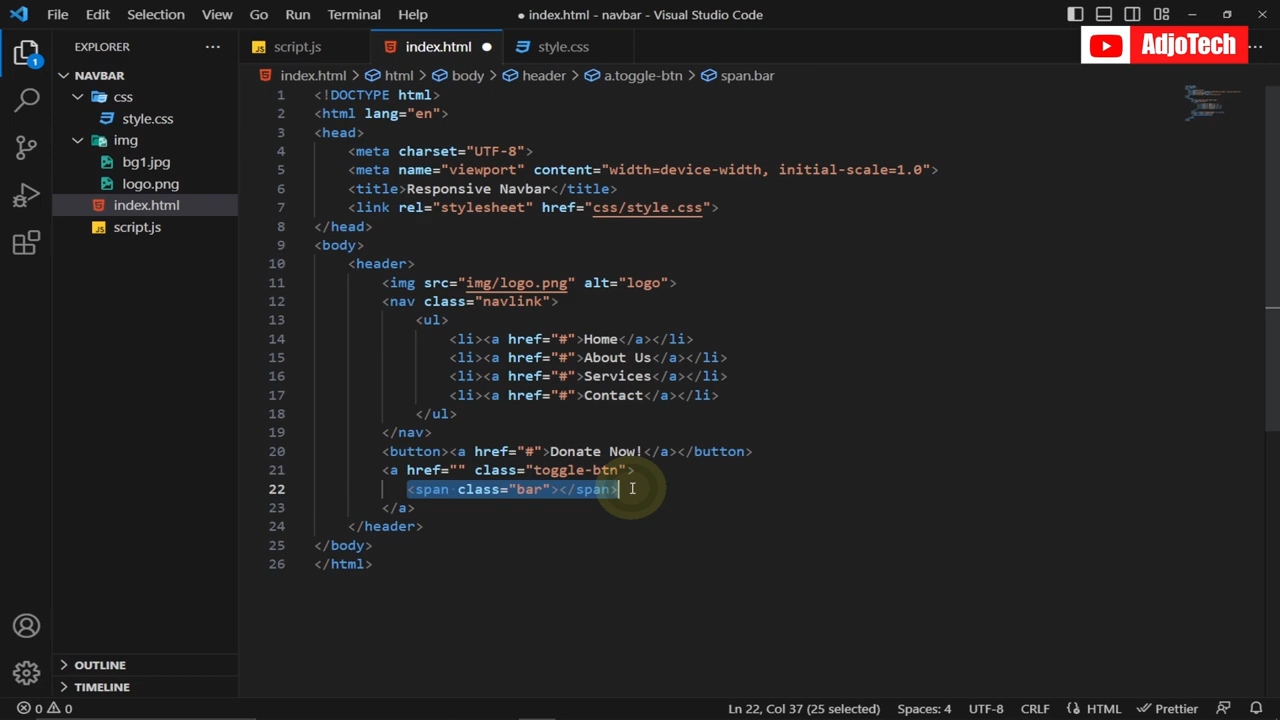 File Edit Selection View Go Run Terminal Help
● index.html - navbar - Visual Studio Code
AdjoTech
EXPLORER
script.js
index.html
style.css
NAVBAR
css
style.css
img
bg1.jpg
logo.png
index.html
script.js
index.html > html > body > header > a.toggle-btn > span.bar
1 <!DOCTYPE html>
2 <html lang="en">
3 <head>
4 <meta charset="UTF-8">
5 <meta name="viewport" content="width=device-width, initial-scale=1.0">
6 <title>Responsive Navbar</title>
7 <link rel="stylesheet" href="css/style.css">
8 </head>
9 <body>
10 <header>
11 <img src="img/logo.png" alt="logo">
12 <nav class="navlink">
13 <ul>
14 <li><a href="#">Home</a></li>
15 <li><a href="#">About Us</a></li>
16 <li><a href="#">Services</a></li>
17 <li><a href="#">Contact</a></li>
18 </ul>
19 </nav>
20 <button><a href="#">Donate Now!</a></button>
21 <a href="" class="toggle-btn">
22 <span class="bar"></span>
23 </a>
24 </header>
25 </body>
26 </html>
1
OUTLINE
TIMELINE
0 0
Ln 22, Col 37 (25 selected) Spaces: 4 UTF-8 CRLF HTML Prettier